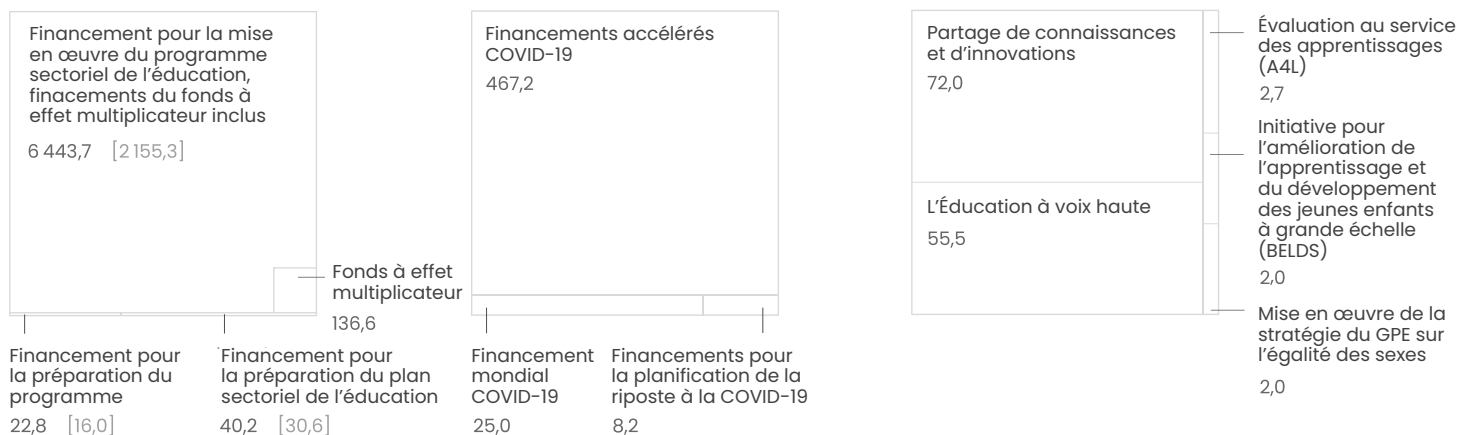 Financement pour la mise
en œuvre du programme
sectoriel de l’éducation,
finacements du fonds à
effet multiplicateur inclus
6 443,7 [2 155,3]
Fonds à effet
multiplicateur
136,6
Financement pour
la préparation du
programme
22,8 [16,0]
Financement pour
la préparation du plan
sectoriel de l’éducation
40,2 [30,6]
Financements accélérés
COVID-19
467,2
Financement
mondial
COVID-19
25,0
Financements pour
la planification de la
riposte à la COVID-19
8,2
Partage de connaissances
et d’innovations
72,0
L’Éducation à voix haute
55,5
Évaluation au service
des apprentissages
(A4L)
2,7
Initiative pour
l’amélioration de
l’apprentissage et
du développement
des jeunes enfants
à grande échelle
(BELDS)
2,0
Mise en œuvre de la
stratégie du GPE sur
l’égalité des sexes
2,0